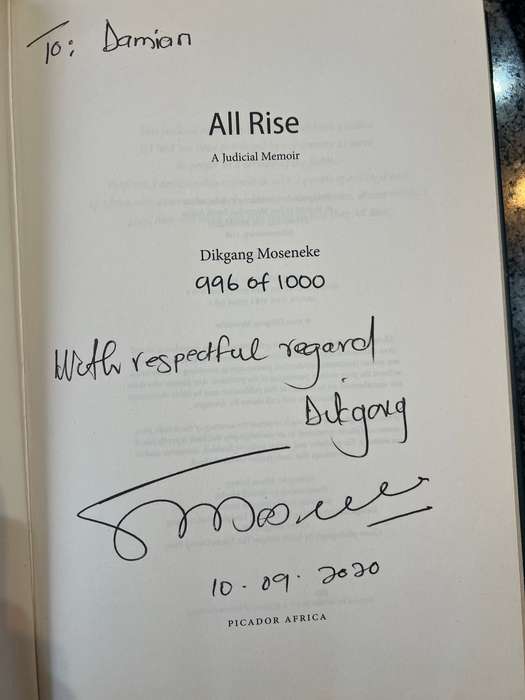 To: Damian
All Rise
A Judicial Memoir
Dikgang Moseneke
996 of 1000
With respectful regard
Dikgang
Moseneke
10.09.2020
PICADOR AFRICA